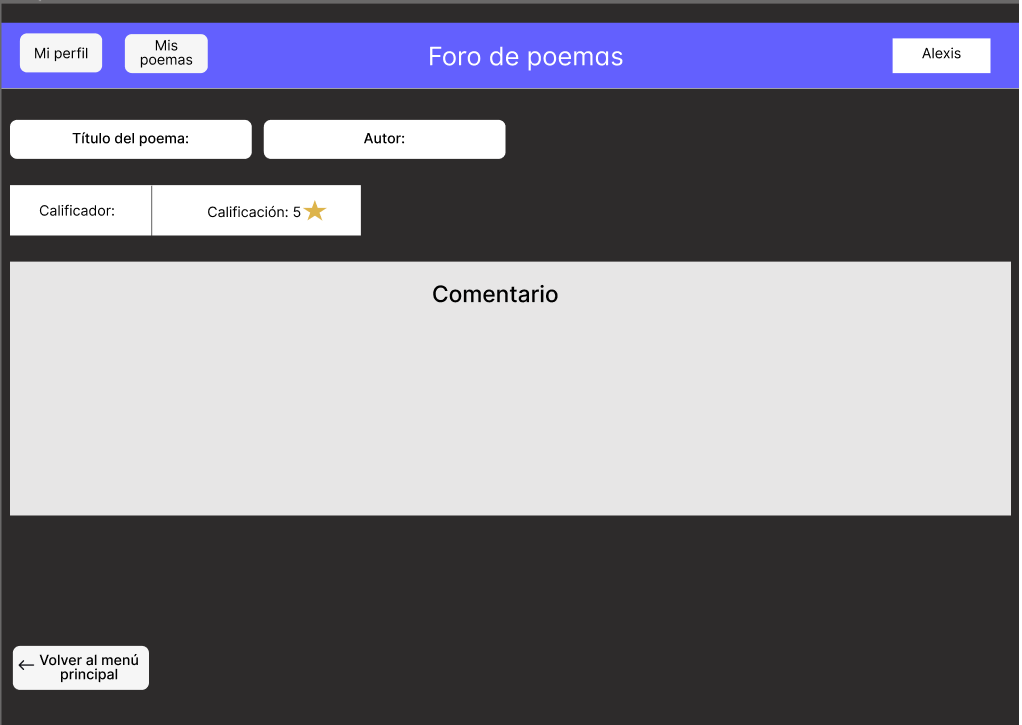 Mi perfil
Mis
poemas
Foro de poemas
Alexis
Título del poema:
Autor:
Calificador:
Calificación: 5
Comentario
Volver al menú
principal